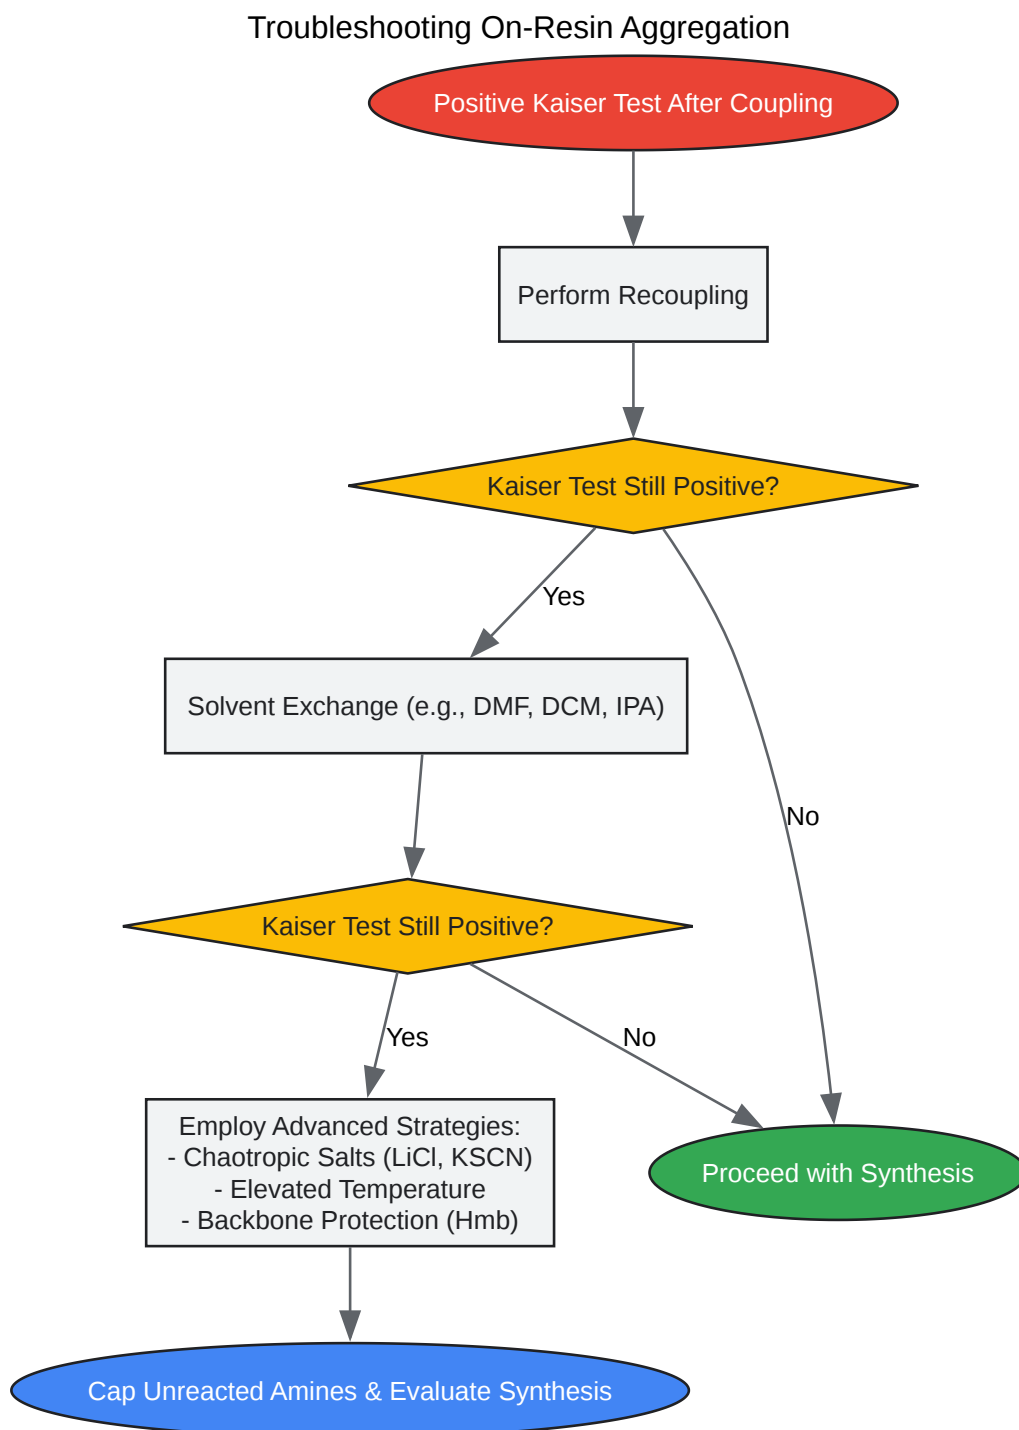 Troubleshooting On-Resin Aggregation
Positive Kaiser Test After Coupling
Perform Recoupling
Kaiser Test Still Positive?
Yes
Solvent Exchange (e.g., DMF, DCM, IPA)
No
Kaiser Test Still Positive?
Yes
No
Employ Advanced Strategies:
- Chaotropic Salts (LiCl, KSCN)
- Elevated Temperature
- Backbone Protection (Hmb)
Proceed with Synthesis
Cap Unreacted Amines & Evaluate Synthesis